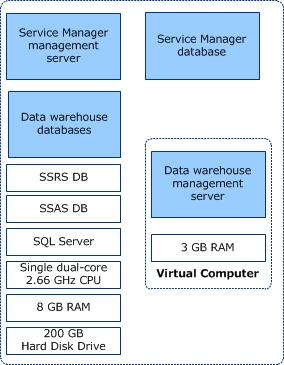 Service Manager
management
server
Service Manager
database
Data warehouse
databases
SSRS DB
SSAS DB
SQL Server
Single dual-core
2.66 GHz CPU
8 GB RAM
200 GB
Hard Disk Drive
Data warehouse
management
server
3 GB RAM
Virtual Computer